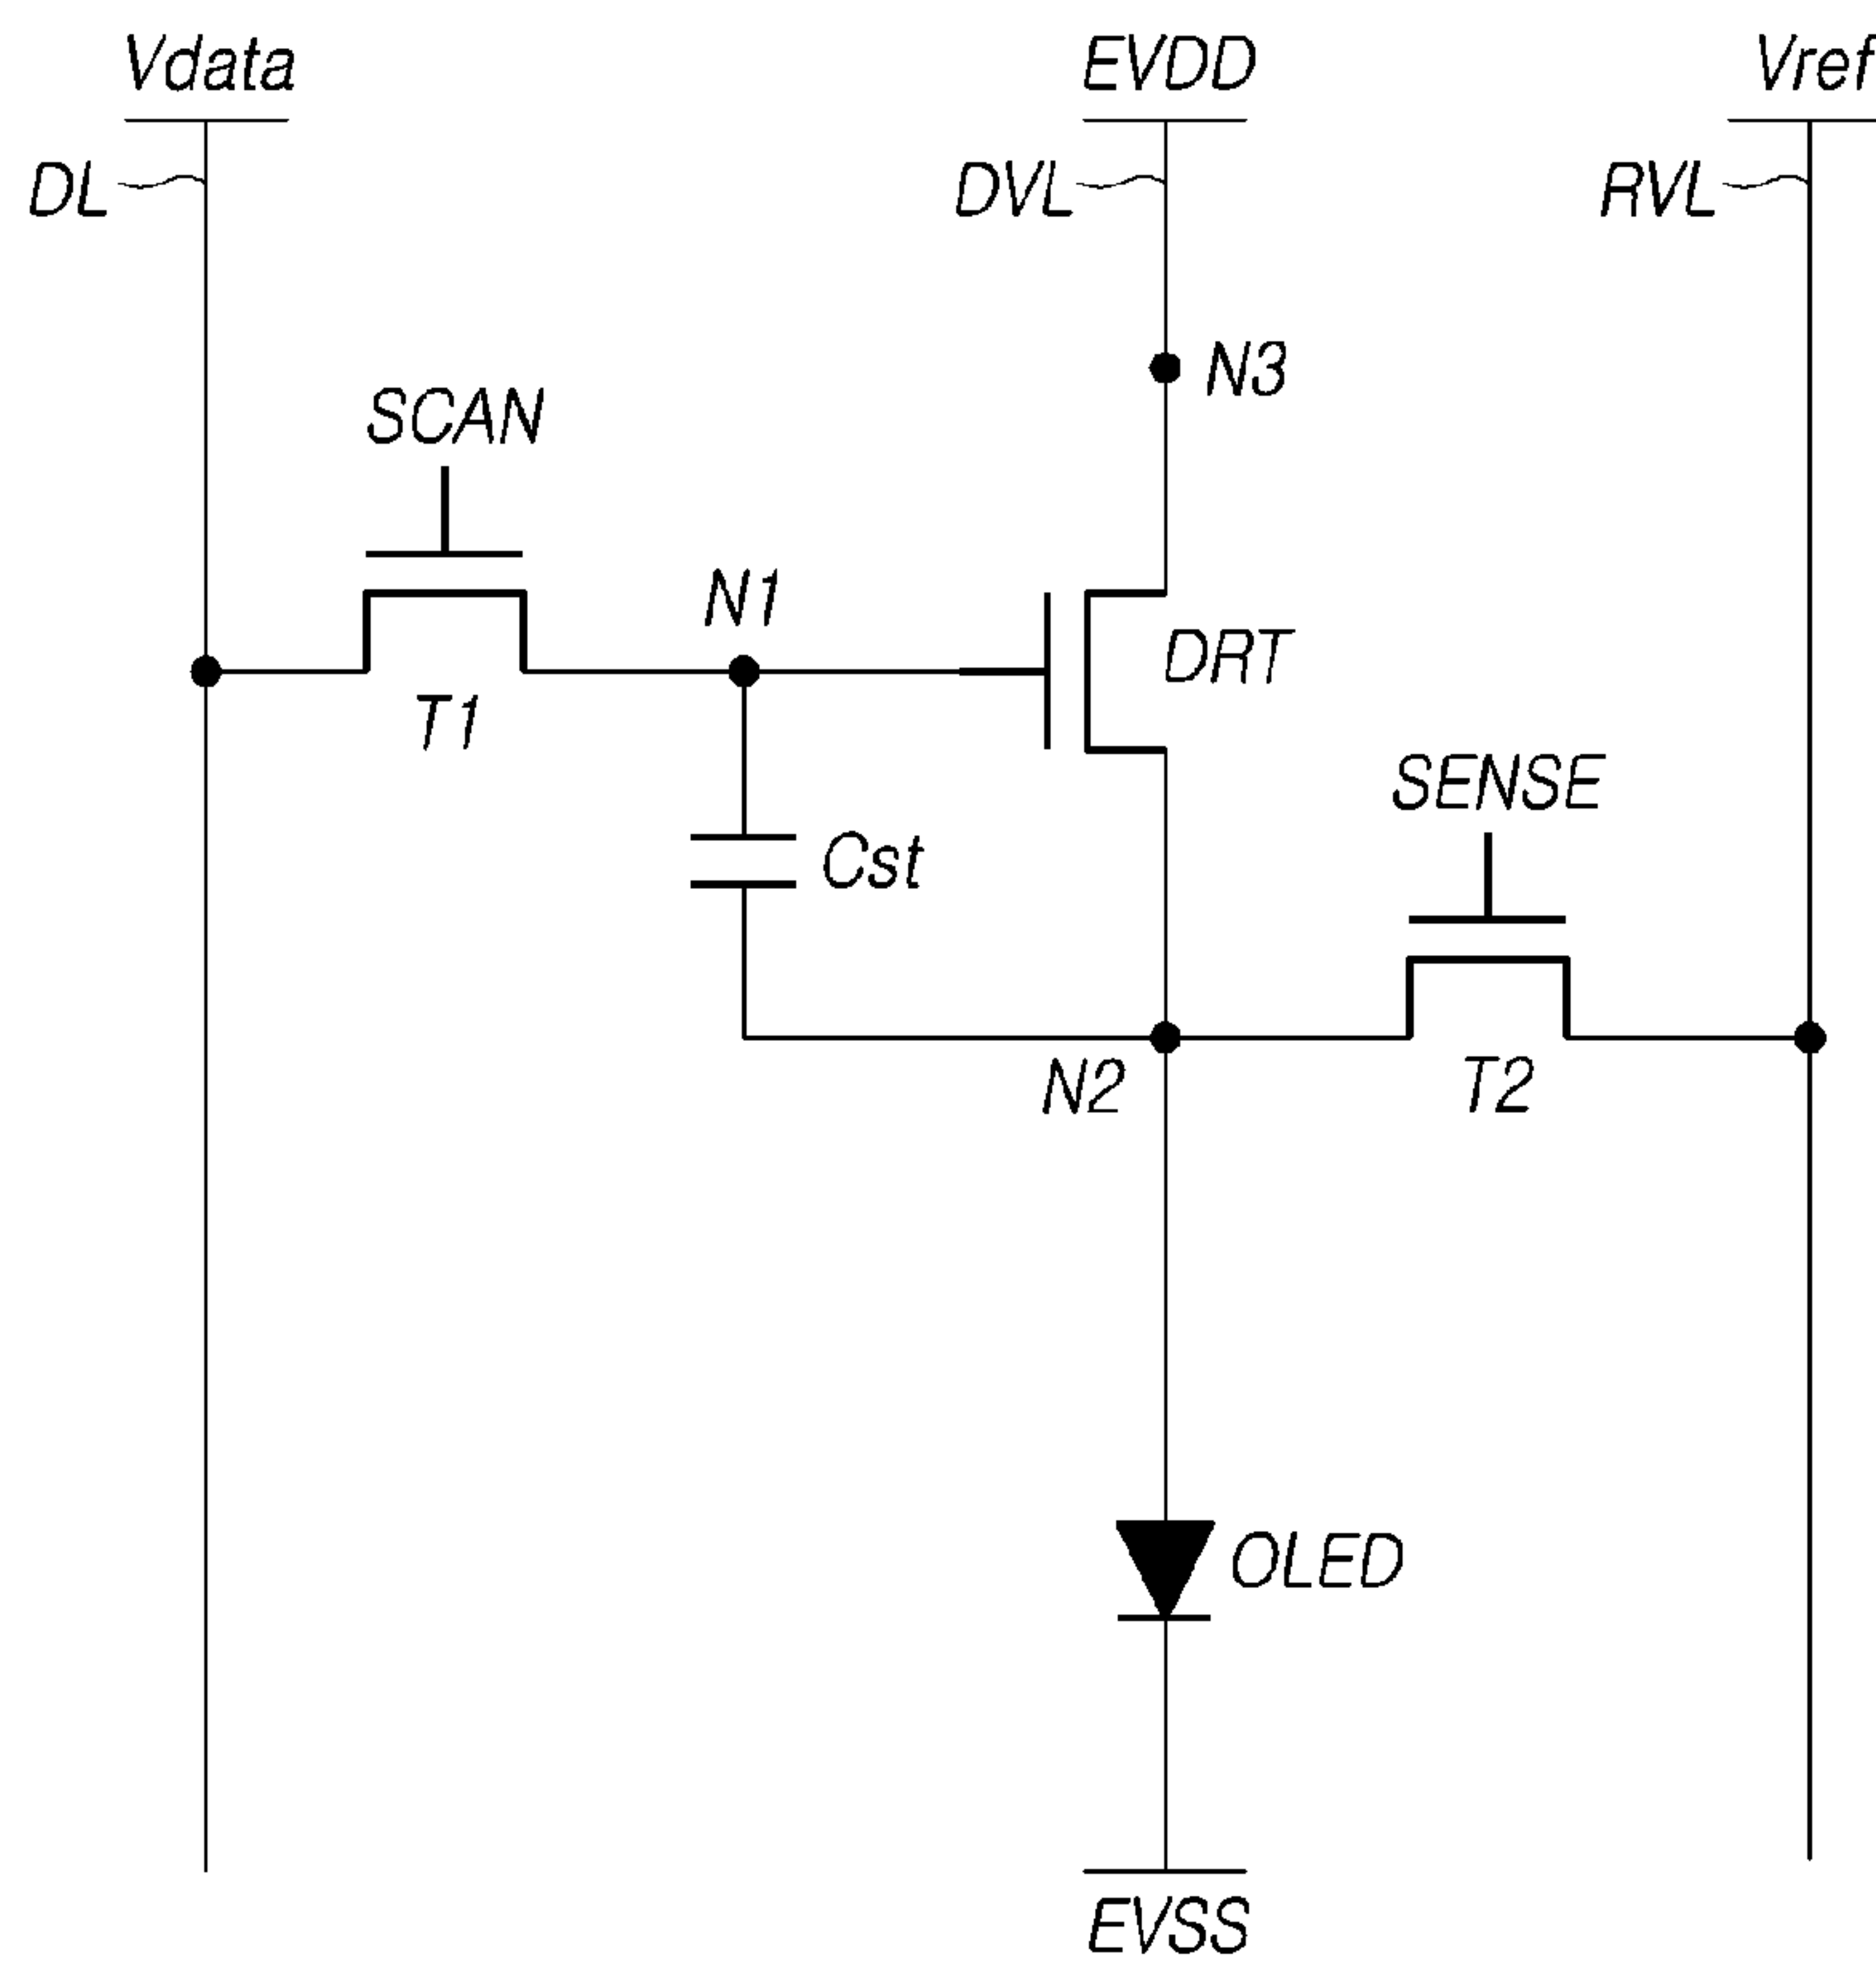 Vdata
EVDD
Vref
DL
DVL
RVL
N3
SCAN
N1
DRT
T1
SENSE
Cst
N2
T2
OLED
EVSS